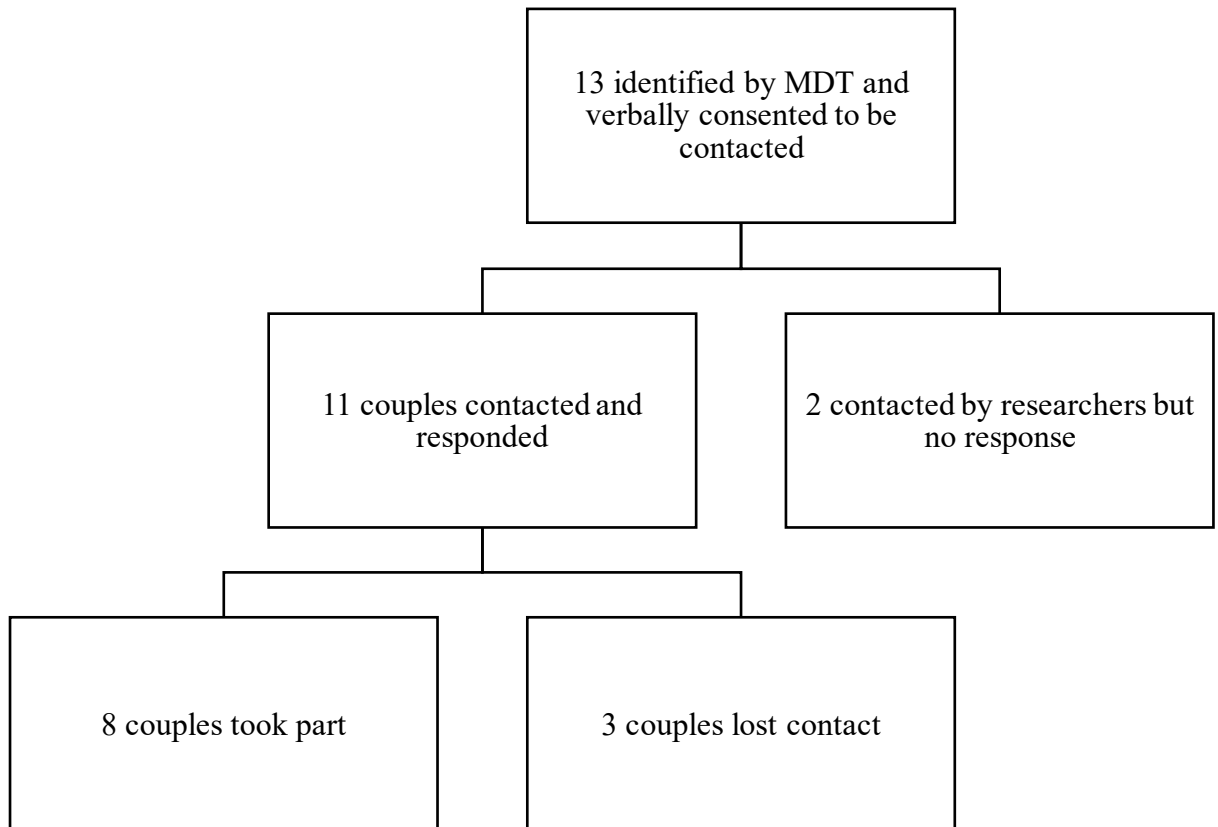 13 identified by MDT and
verbally consented to be
contacted
11 couples contacted and
responded
2 contacted by researchers but
no response
8 couples took part
3 couples lost contact